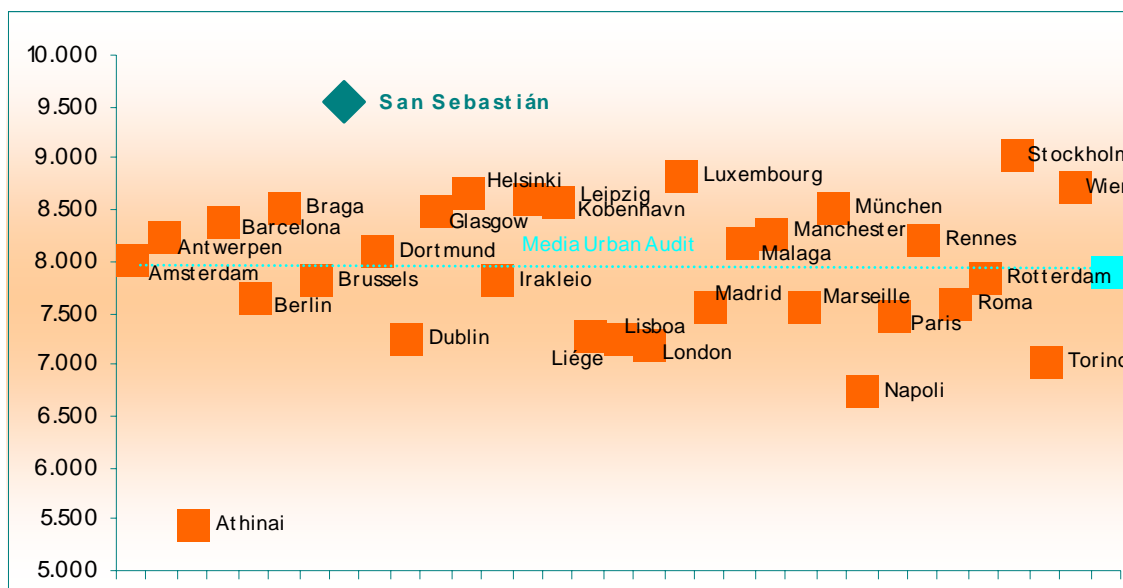 10.000
9.500
9.000
8.500
8.000
7.500
7.000
6.500
6.000
5.500
5.000
San Sebastián
Stockholm
Helsinki
Luxembourg
Wien
Leipzig
Braga
Kobenhavn
München
Glasgow
Barcelona
Manchester
Antwerpen
Dortmund
Media Urban Audit
Malaga
Rennes
Amsterdam
Brussels
Irakleio
Rotterdam
Berlin
Madrid
Marseille
Roma
Dublin
Lisboa
Paris
Liége
London
Torino
Napoli
Athinai